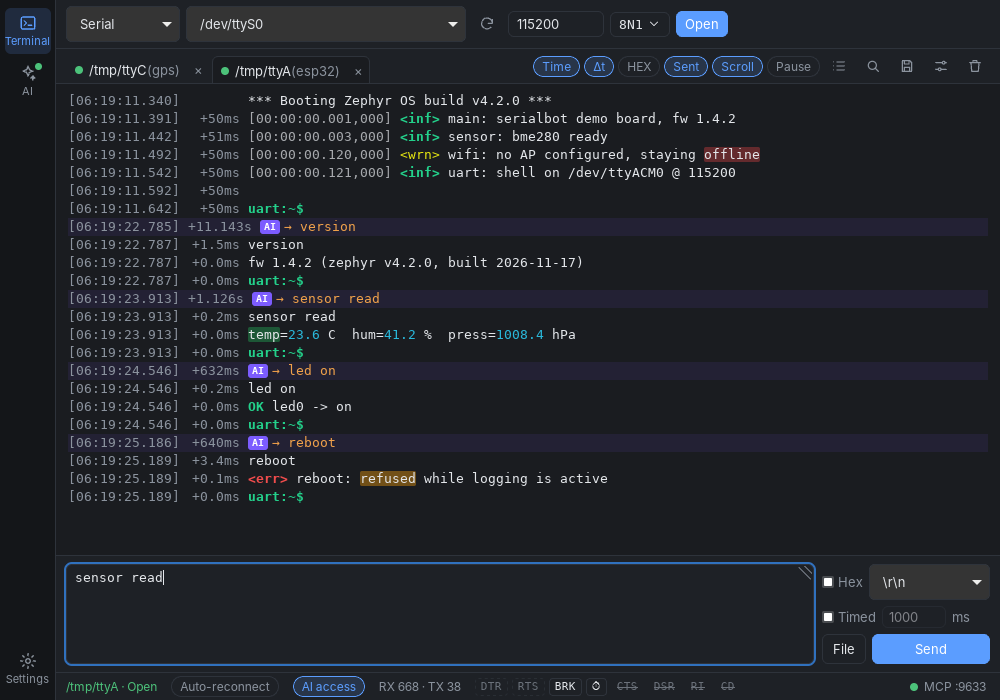 Terminal
AI
Settings
Serial /dev/ttyS0 115200 8N1 Open
/tmp/ttyC(gps) × /tmp/ttyA(esp32) × Time Δt HEX Sent Scroll Pause
[06:19:11.340] *** Booting Zephyr OS build v4.2.0 ***
[06:19:11.391] +50ms [00:00:00.001,000] <inf> main: serialbot demo board, fw 1.4.2
[06:19:11.442] +51ms [00:00:00.003,000] <inf> sensor: bme280 ready
[06:19:11.492] +50ms [00:00:00.120,000] <wrn> wifi: no AP configured, staying offline
[06:19:11.542] +50ms [00:00:00.121,000] <inf> uart: shell on /dev/ttyACM0 @ 115200
[06:19:11.592] +50ms
[06:19:11.642] +50ms uart:~$
[06:19:22.785] +11.143s AI → version
[06:19:22.787] +1.5ms version
[06:19:22.787] +0.0ms fw 1.4.2 (zephyr v4.2.0, built 2026-11-17)
[06:19:22.787] +0.0ms uart:~$
[06:19:23.913] +1.126s AI → sensor read
[06:19:23.913] +0.2ms sensor read
[06:19:23.913] +0.0ms temp=23.6 C  hum=41.2 %  press=1008.4 hPa
[06:19:23.913] +0.0ms uart:~$
[06:19:24.546] +632ms AI → led on
[06:19:24.546] +0.2ms led on
[06:19:24.546] +0.0ms OK led0 -> on
[06:19:24.546] +0.0ms uart:~$
[06:19:25.186] +640ms AI → reboot
[06:19:25.189] +3.4ms reboot
[06:19:25.189] +0.1ms <err> reboot: refused while logging is active
[06:19:25.189] +0.0ms uart:~$
sensor read
Hex \r\n
Timed 1000 ms
File Send
/tmp/ttyA · Open Auto-reconnect AI access RX 668 · TX 38 DTR RTS BRK CTS DSR RI CD MCP :9633